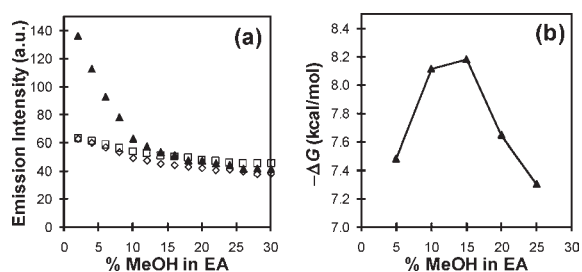 (a)
Emission Intensity (a.u.)
140
120
100
80
60
40
20
0
0 5 10 15 20 25 30
% MeOH in EA
(b)
−ΔG (kcal/mol)
8.4
8.2
8.0
7.8
7.6
7.4
7.2
7.0
0 5 10 15 20 25 30
% MeOH in EA